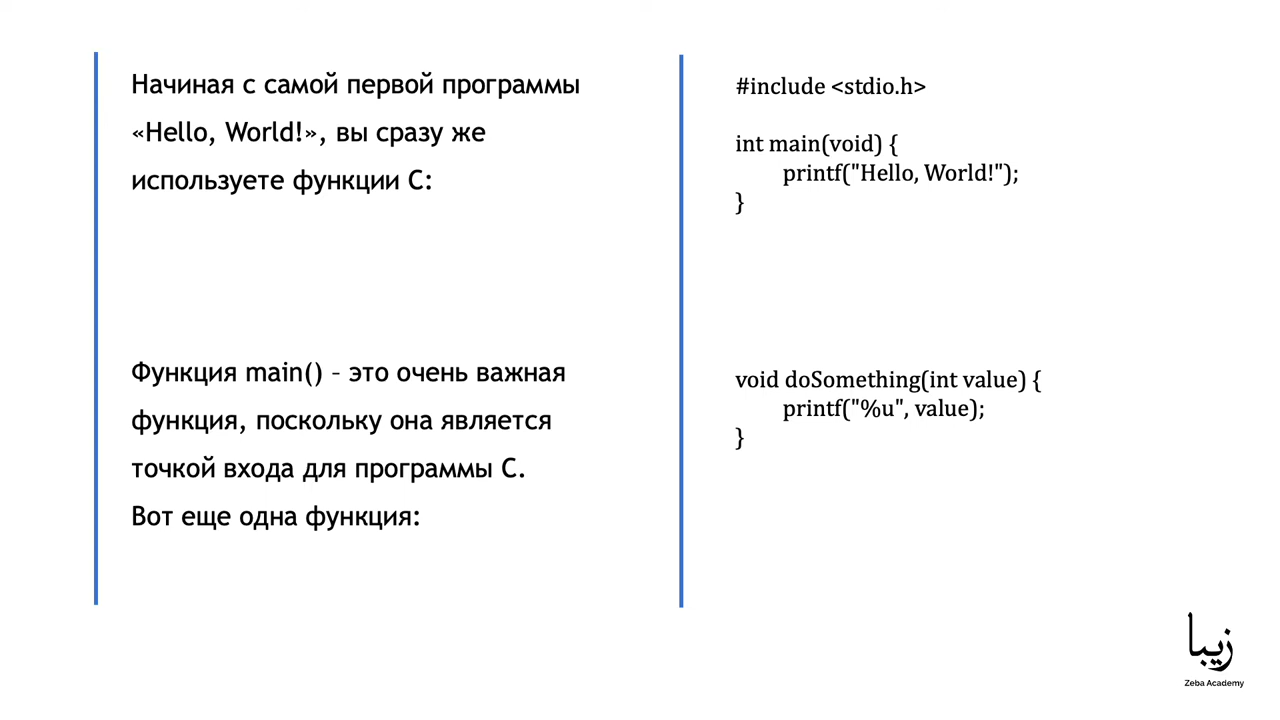 Начиная с самой первой программы
«Hello, World!», вы сразу же
используете функции C:
Функция main() – это очень важная
функция, поскольку она является
точкой входа для программы C.
Вот еще одна функция:
#include <stdio.h>
int main(void) {
printf("Hello, World!");
}
void doSomething(int value) {
printf("%u", value);
}
زيبا
Zeba Academy